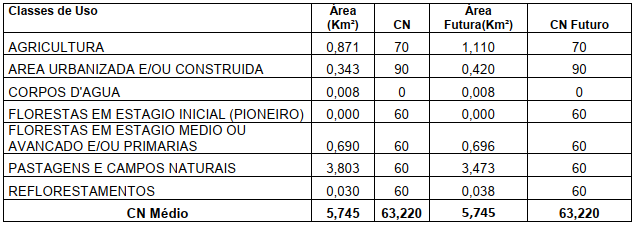 Classes de Uso Área (Km²) CN Área Futura(Km²) CN Futuro
AGRICULTURA 0,871 70 1,110 70
AREA URBANIZADA E/OU CONSTRUIDA 0,343 90 0,420 90
CORPOS D'AGUA 0,008 0 0,008 0
FLORESTAS EM ESTAGIO INICIAL (PIONEIRO) 0,000 60 0,000 60
FLORESTAS EM ESTAGIO MEDIO OU
AVANCADO E/OU PRIMARIAS 0,690 60 0,696 60
PASTAGENS E CAMPOS NATURAIS 3,803 60 3,473 60
REFLORESTAMENTOS 0,030 60 0,038 60
CN Médio 5,745 63,220 5,745 63,220